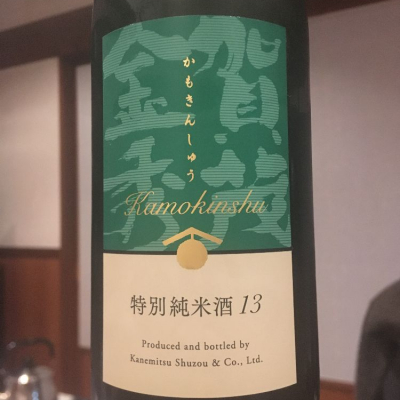 賀茂
金秀
かもきんしゅう
Kamokinshu
特別純米酒 13
Produced and bottled by
Kanemitsu Shuzou & Co., Ltd.